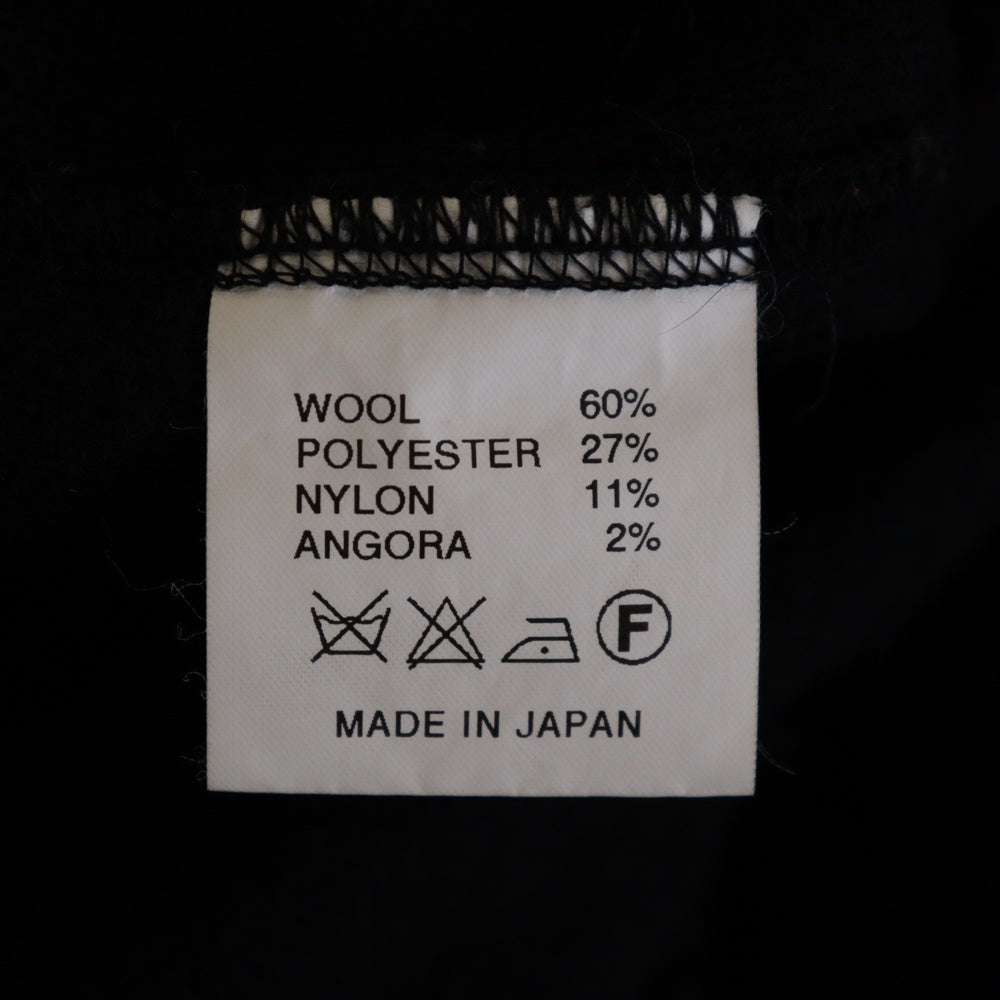 WOOL 60%
POLYESTER 27%
NYLON 11%
ANGORA 2%
F
MADE IN JAPAN